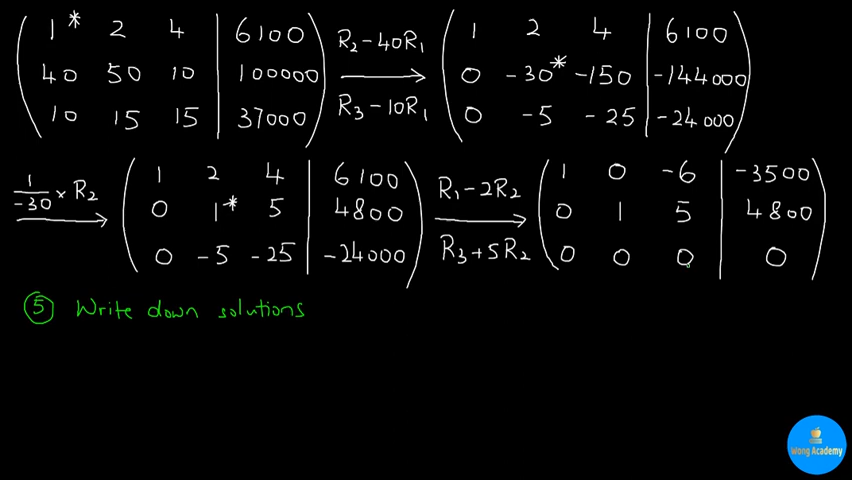 1* 2 4 | 6100 R₂-40R₁ 1 2 4 | 6100
40 50 10 | 100000 0 -30* -150 | -144000
10 15 15 | 37000 R₃-10R₁ 0 -5 -25 | -24000
1/-30 × R₂ 1 2 4 | 6100 R₁-2R₂ 1 0 -6 | -3500
0 1* 5 | 4800 0 1 5 | 4800
0 -5 -25 | -24000 R₃+5R₂ 0 0 0 | 0
⑤ Write down solutions
Wong Academy